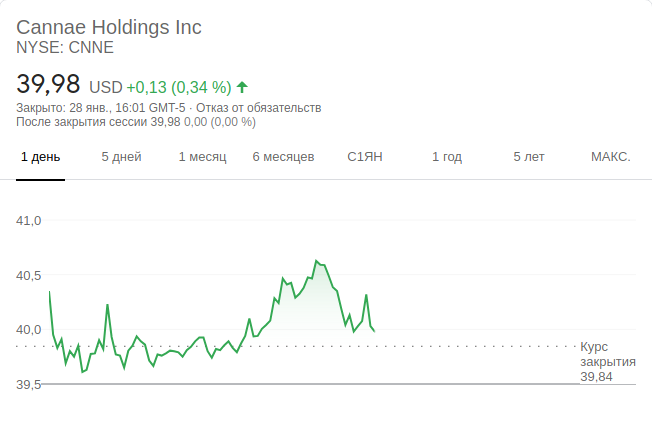 Cannae Holdings Inc
NYSE: CNNE
39,98 USD +0,13 (0,34 %)
Закрыто: 28 янв., 16:01 GMT-5 · Отказ от обязательств
После закрытия сессии 39,98 0,00 (0,00 %)
1 день 5 дней 1 месяц 6 месяцев С1ЯН 1 год 5 лет МАКС.
41,0
40,5
40,0
Курс
закрытия
39,84
39,5